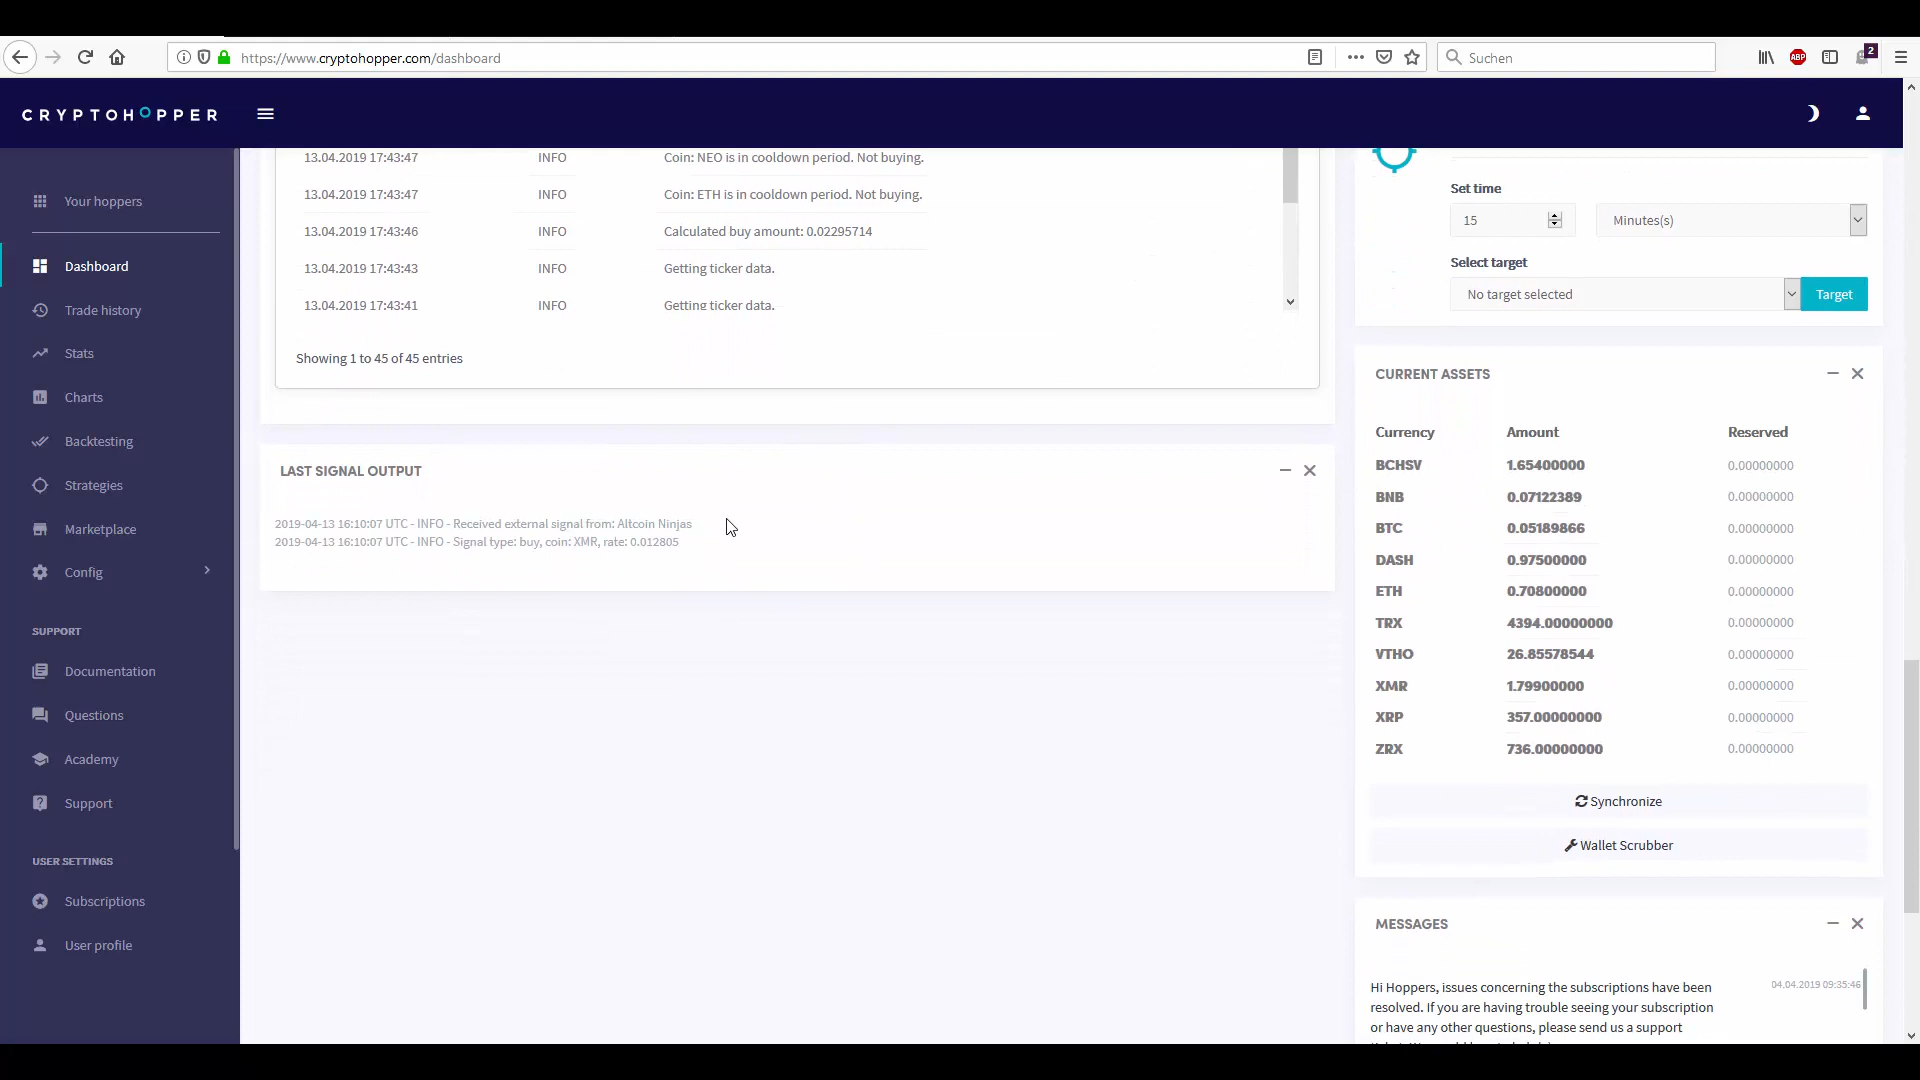 https://www.cryptohopper.com/dashboard
Suchen
ABP
2
CRYPTOHOPPER
Your hoppers
Dashboard
Trade history
Stats
Charts
Backtesting
Strategies
Marketplace
Config
SUPPORT
Documentation
Questions
Academy
Support
USER SETTINGS
Subscriptions
User profile
13.04.2019 17:43:47 INFO Coin: NEO is in cooldown period. Not buying.
13.04.2019 17:43:47 INFO Coin: ETH is in cooldown period. Not buying.
13.04.2019 17:43:46 INFO Calculated buy amount: 0.02295714
13.04.2019 17:43:43 INFO Getting ticker data.
13.04.2019 17:43:41 INFO Getting ticker data.
Showing 1 to 45 of 45 entries
LAST SIGNAL OUTPUT
2019-04-13 16:10:07 UTC - INFO - Received external signal from: Altcoin Ninjas
2019-04-13 16:10:07 UTC - INFO - Signal type: buy, coin: XMR, rate: 0.012805
Set time
15 Minutes(s)
Select target
No target selected Target
CURRENT ASSETS
Currency Amount Reserved
BCHSV 1.65400000 0.00000000
BNB 0.07122389 0.00000000
BTC 0.05189866 0.00000000
DASH 0.97500000 0.00000000
ETH 0.70800000 0.00000000
TRX 4394.00000000 0.00000000
VTHO 26.85578544 0.00000000
XMR 1.79900000 0.00000000
XRP 357.00000000 0.00000000
ZRX 736.00000000 0.00000000
Synchronize
Wallet Scrubber
MESSAGES
Hi Hoppers, issues concerning the subscriptions have been 04.04.2019 09:35:46
resolved. If you are having trouble seeing your subscription
or have any other questions, please send us a support